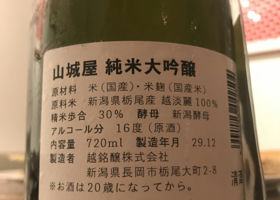 山城屋 純米大吟醸
原材料　米（国産）・米麹（国産米）
原料米　新潟県栃尾産 越淡麗100%
精米歩合　30%　酵母　新潟酵母
アルコール分　16度（原酒）
内容量　720ml　製造年月　29.12
製造者　越銘醸株式会社
新潟県長岡市栃尾大町2-8
※お酒は20歳になってから。
清酒